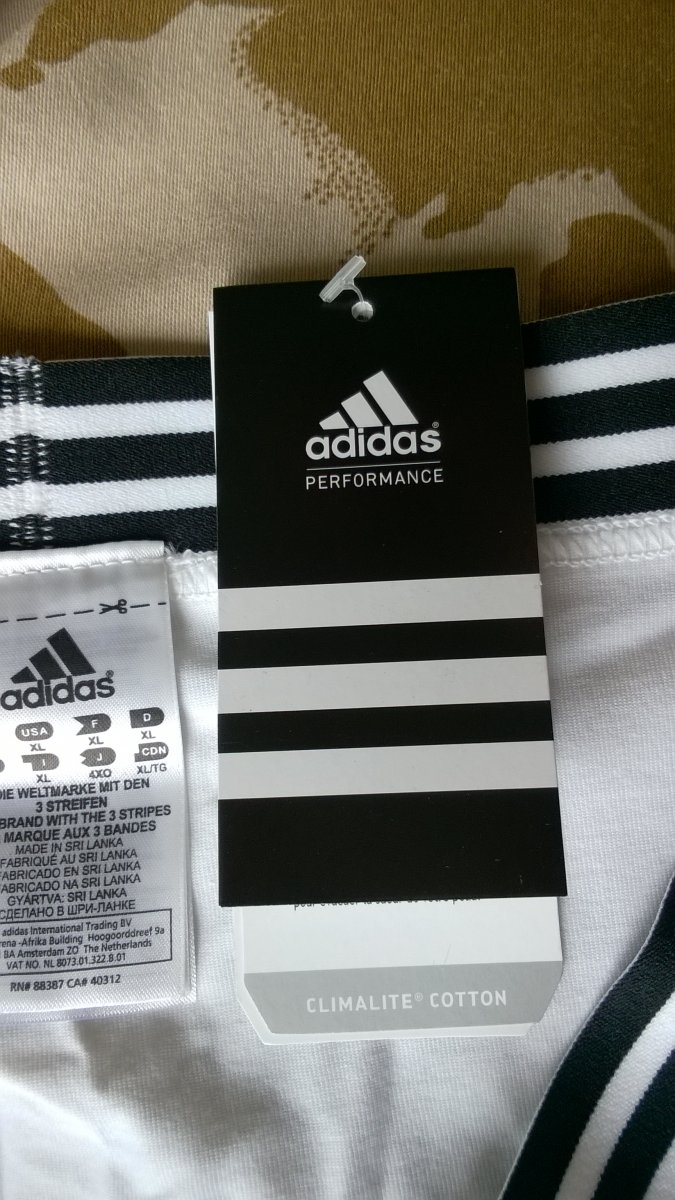 adidas®
PERFORMANCE
CLIMALITE® COTTON
adidas®
USA F D
XL XL XL
I J CDN
XL 4XO XL/TG
DIE WELTMARKE MIT DEN
3 STREIFEN
BRAND WITH THE 3 STRIPES
MARQUE AUX 3 BANDES
MADE IN SRI LANKA
FABRIQUÉ AU SRI LANKA
FABRICADO EN SRI LANKA
FABRICADO NA SRI LANKA
GYÁRTVA: SRI LANKA
СДЕЛАНО В ШРИ-ЛАНКЕ
adidas International Trading BV
Arena -Afrika Building Hoogoorddreef 9a
BA Amsterdam ZO The Netherlands
VAT NO. NL 8073.01.322.B.01
RN# 88387 CA# 40312